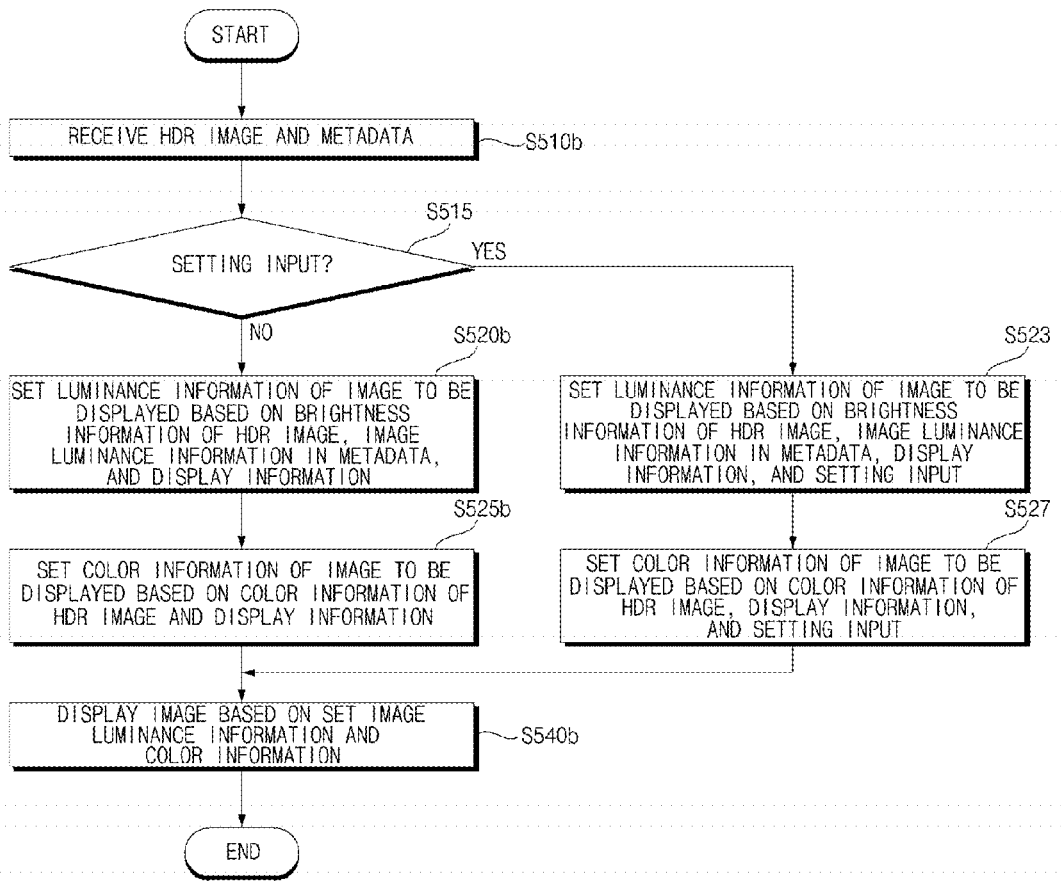 START
RECEIVE HDR IMAGE AND METADATA
S510b
S515
SETTING INPUT?
YES
NO
S520b
SET LUMINANCE INFORMATION OF IMAGE TO BE
DISPLAYED BASED ON BRIGHTNESS
INFORMATION OF HDR IMAGE, IMAGE
LUMINANCE INFORMATION IN METADATA,
AND DISPLAY INFORMATION
S523
SET LUMINANCE INFORMATION OF IMAGE TO BE
DISPLAYED BASED ON BRIGHTNESS
INFORMATION OF HDR IMAGE, IMAGE LUMINANCE
INFORMATION IN METADATA, DISPLAY
INFORMATION, AND SETTING INPUT
S525b
SET COLOR INFORMATION OF IMAGE TO BE
DISPLAYED BASED ON COLOR INFORMATION OF
HDR IMAGE AND DISPLAY INFORMATION
S527
SET COLOR INFORMATION OF IMAGE TO BE
DISPLAYED BASED ON COLOR INFORMATION OF
HDR IMAGE, DISPLAY INFORMATION,
AND SETTING INPUT
DISPLAY IMAGE BASED ON SET IMAGE
LUMINANCE INFORMATION AND
COLOR INFORMATION
S540b
END